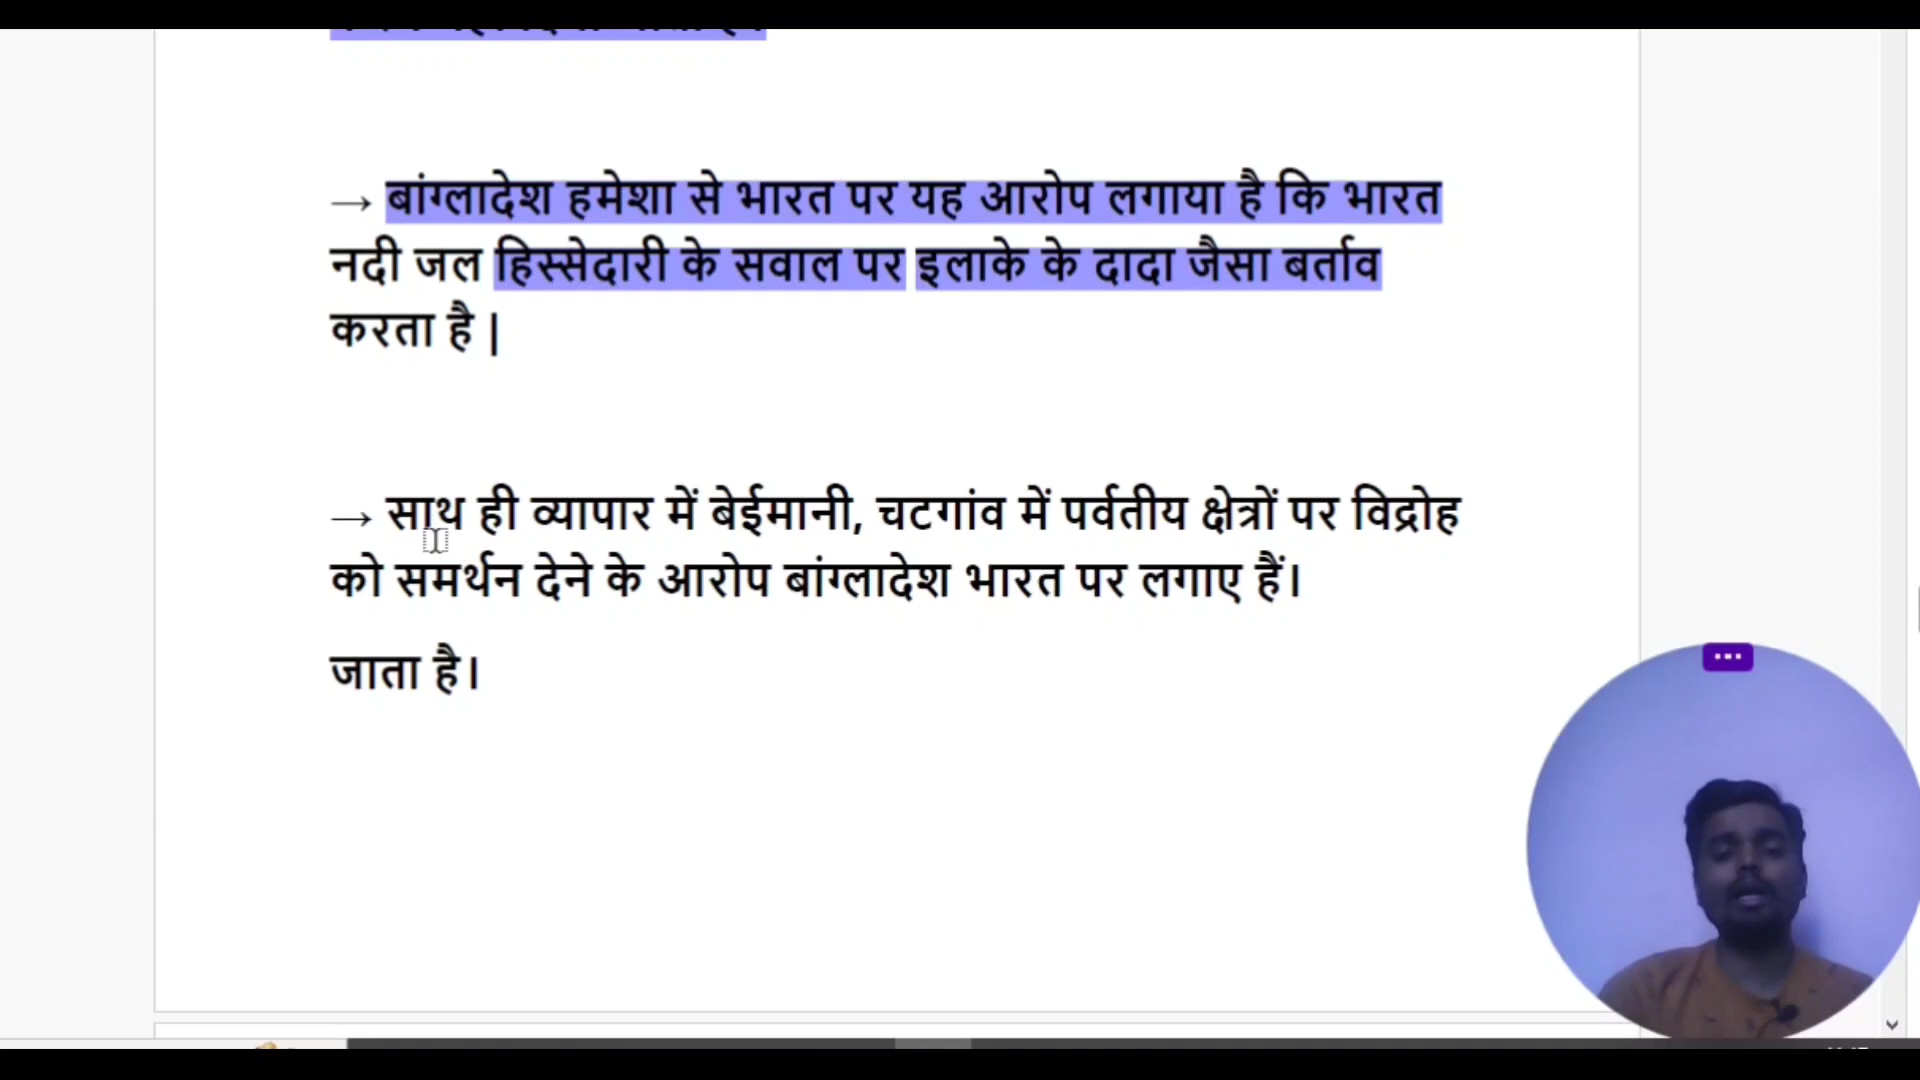 → बांग्लादेश हमेशा से भारत पर यह आरोप लगाया है कि भारत
नदी जल हिस्सेदारी के सवाल पर इलाके के दादा जैसा बर्ताव
करता है |
→ साथ ही व्यापार में बेईमानी, चटगांव में पर्वतीय क्षेत्रों पर विद्रोह
को समर्थन देने के आरोप बांग्लादेश भारत पर लगाए हैं।
जाता है।